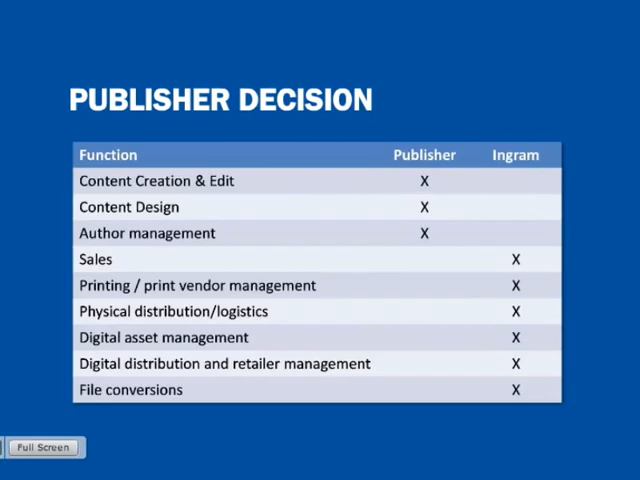 PUBLISHER DECISION
Function Publisher Ingram
Content Creation & Edit X
Content Design X
Author management X
Sales X
Printing / print vendor management X
Physical distribution/logistics X
Digital asset management X
Digital distribution and retailer management X
File conversions X
Full Screen